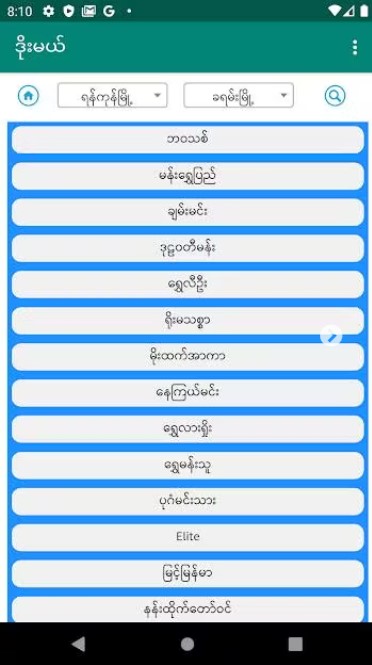 8:10
ဒိုးမယ်
ရန်ကုန်မြို့
ခရမ်းမြို့
ဘဝသစ်
မန်းရွှေပြည်
ချမ်းမင်း
ဒုဋ္ဌဝတီမန်း
ရွှေလီဦး
ရိုးမသစ္စာ
မိုးထက်အာကာ
နေကြယ်မင်း
ရွှေလားရှိုး
ရွှေမန်းသူ
ပုဂံမင်းသား
Elite
မြင့်မြန်မာ
နန်းထိုက်တော်ဝင်